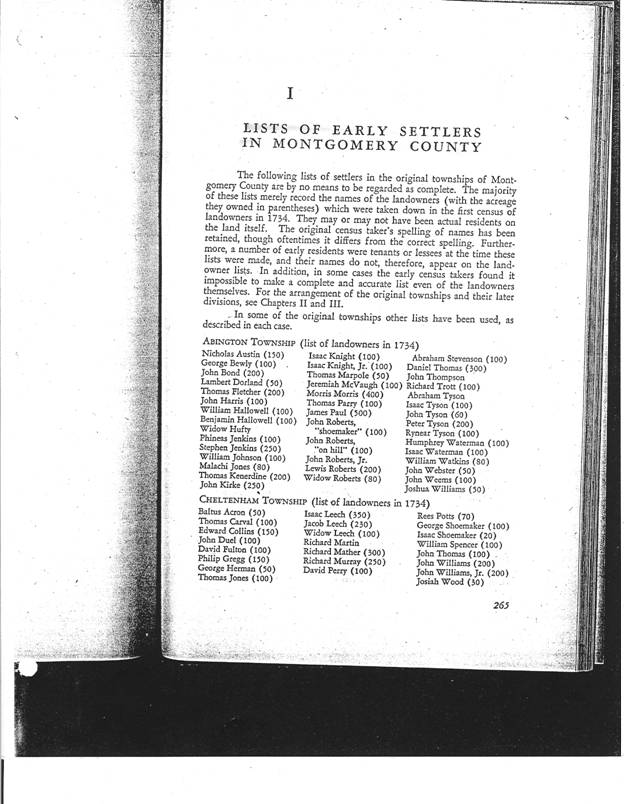 I
LISTS OF EARLY SETTLERS
IN MONTGOMERY COUNTY
The following lists of settlers in the original townships of Mont-
gomery County are by no means to be regarded as complete. The majority
of these lists merely record the names of the landowners (with the acreage
they owned in parentheses) which were taken down in the first census of
landowners in 1734. They may or may not have been actual residents on
the land itself. The original census taker's spelling of names has been
retained, though oftentimes it differs from the correct spelling. Further-
more, a number of early residents were tenants or lessees at the time these
lists were made, and their names do not, therefore, appear on the land-
owner lists. In addition, in some cases the early census takers found it
impossible to make a complete and accurate list even of the landowners
themselves. For the arrangement of the original townships and their later
divisions, see Chapters II and III.
In some of the original townships other lists have been used, as
described in each case.
ABINGTON TOWNSHIP (list of landowners in 1734)
Nicholas Austin (150)
George Bewly (100)
John Bond (200)
Lambert Dorland (50)
Thomas Fletcher (200)
John Harris (100)
William Hallowell (100)
Benjamin Hallowell (100)
Widow Hufty
Phineas Jenkins (100)
Stephen Jenkins (250)
William Johnson (100)
Malachi Jones (80)
Thomas Kenerdine (200)
John Kirke (250)
Isaac Knight (100)
Isaac Knight, Jr. (100)
Thomas Marpole (50)
Jeremiah McVaugh (100)
Morris Morris (400)
Thomas Parry (100)
James Paul (500)
John Roberts,
"shoemaker" (100)
John Roberts,
"on hill" (100)
John Roberts, Jr.
Lewis Roberts (200)
Widow Roberts (80)
Abraham Stevenson (100)
Daniel Thomas (300)
John Thompson
Richard Trott (100)
Abraham Tyson
Isaac Tyson (100)
John Tyson (60)
Peter Tyson (200)
Rynear Tyson (100)
Humphrey Waterman (100)
Isaac Waterman (100)
William Watkins (80)
John Webster (50)
John Weems (100)
Joshua Williams (50)
CHELTENHAM TOWNSHIP (list of landowners in 1734)
Baltus Acron (50)
Thomas Carval (100)
Edward Collins (150)
John Duel (100)
David Fulton (100)
Philip Gregg (150)
George Herman (50)
Thomas Jones (100)
Isaac Leech (350)
Jacob Leech (230)
Widow Leech (100)
Richard Martin
Richard Mather (300)
Richard Murray (250)
David Perry (100)
Rees Potts (70)
George Shoemaker (100)
Isaac Shoemaker (20)
William Spencer (100)
John Thomas (100)
John Williams (200)
John Williams, Jr. (200)
Josiah Wood (30)
265